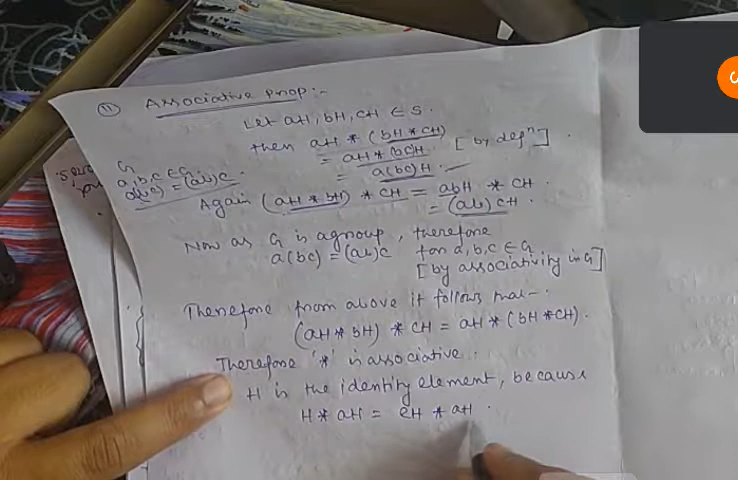 (ii) Associative prop:-
Let aH, bH, cH ∈ S.
then aH * (bH * cH)
= aH * (bc)H [by defⁿ].
= a(bc)H.
G
a,b,c ∈ G
a(bc) = (ab)c.
Again (aH * bH) * cH = abH * cH.
= (ab)cH.
Now as G is a group, therefore
a(bc) = (ab)c for a,b,c ∈ G
[by associativity in G]
Therefore from above it follows that-
(aH * bH) * cH = aH * (bH * cH).
Therefore '*' is associative.
H is the identity element, because
H * aH = eH * aH